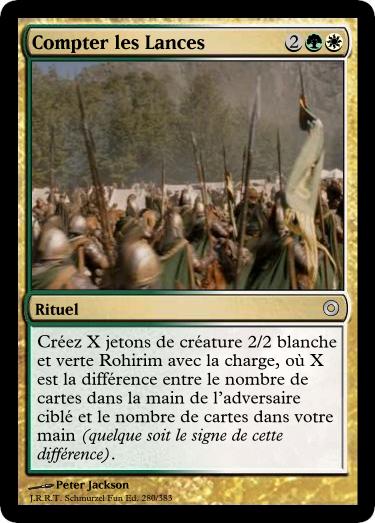 Compter les Lances 2
Rituel
Créez X jetons de créature 2/2 blanche
et verte Rohirim avec la charge, où X
est la différence entre le nombre de
cartes dans la main de l'adversaire
ciblé et le nombre de cartes dans votre
main (quelque soit le signe de cette
différence).
Peter Jackson
J.R.R.T. Schmurzel Fun Ed. 280/383